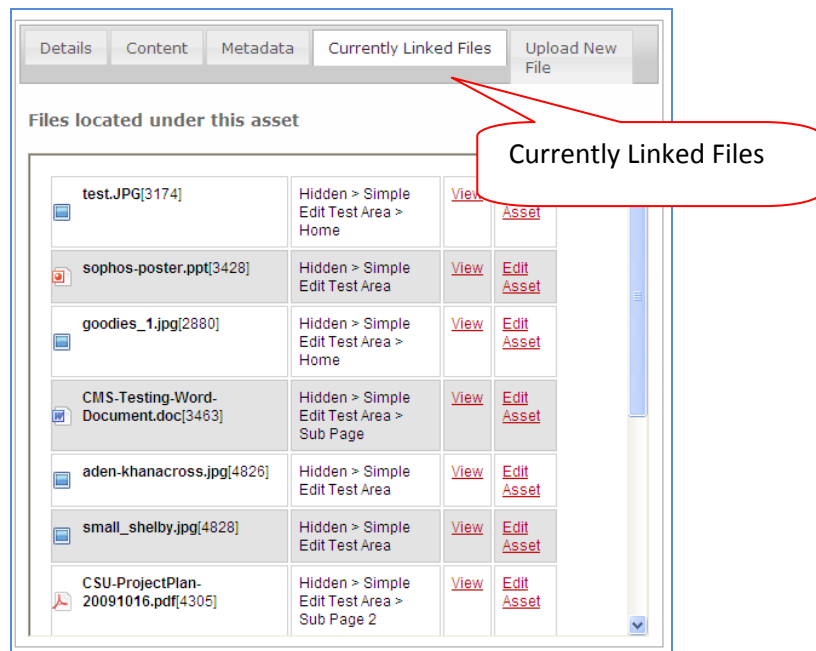 Details Content Metadata Currently Linked Files Upload New
File
Files located under this asset
Currently Linked Files
test.JPG[3174] Hidden > Simple View
Edit Test Area > Asset
Home
sophos-poster.ppt[3428] Hidden > Simple View Edit
Edit Test Area Asset
goodies_1.jpg[2880] Hidden > Simple View Edit
Edit Test Area > Asset
Home
CMS-Testing-Word- Hidden > Simple View Edit
Document.doc[3463] Edit Test Area > Asset
Sub Page
aden-khanacross.jpg[4826] Hidden > Simple View Edit
Edit Test Area Asset
small_shelby.jpg[4828] Hidden > Simple View Edit
Edit Test Area Asset
CSU-ProjectPlan- Hidden > Simple View Edit
20091016.pdf[4305] Edit Test Area > Asset
Sub Page 2